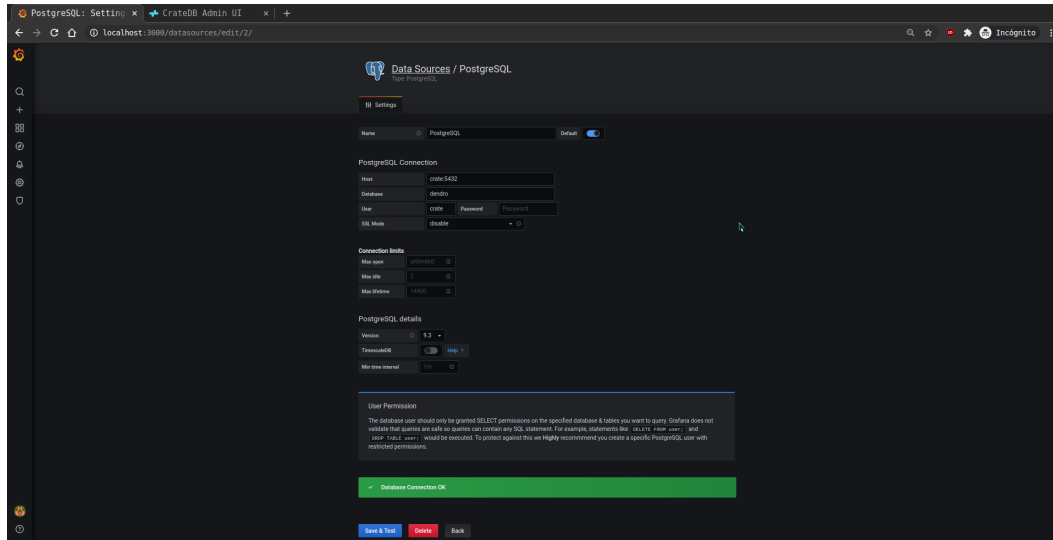 PostgreSQL: Setting
CrateDB Admin UI
localhost:3000/datasources/edit/2/
Incógnito
Data Sources / PostgreSQL
Type: PostgreSQL
Settings
Name PostgreSQL Default
PostgreSQL Connection
Host crate:5432
Database dendro
User crate Password Password
SSL Mode disable
Connection limits
Max open unlimited
Max idle 2
Max lifetime 14400
PostgreSQL details
Version 9.3
TimescaleDB Help
Min time interval
User Permission
The database user should only be granted SELECT permissions on the specified database & tables you want to query. Grafana does not
validate that queries are safe so queries can contain any SQL statement. For example, statements like DELETE FROM user; and
DROP TABLE user; would be executed. To protect against this we Highly recommmend you create a specific PostgreSQL user with
restricted permissions.
Database Connection OK
Save & Test Delete Back